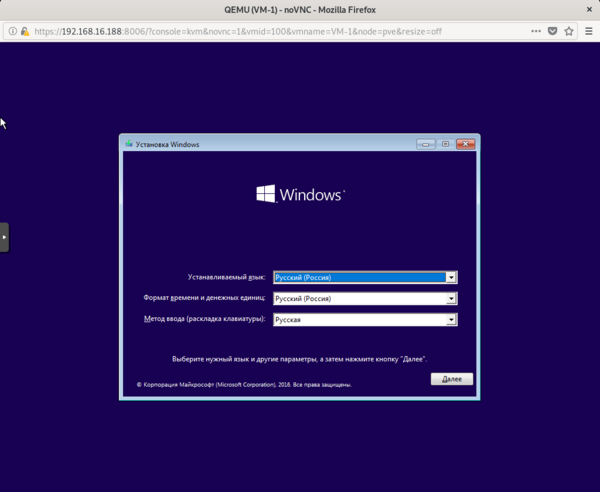 QEMU (VM-1) - noVNC - Mozilla Firefox
https://192.168.16.188:8006/?console=kvm&novnc=1&vmid=100&vmname=VM-1&node=pve&resize=off
Установка Windows
Windows
Устанавливаемый язык: Русский (Россия)
Формат времени и денежных единиц: Русский (Россия)
Метод ввода (раскладка клавиатуры): Русская
Выберите нужный язык и другие параметры, а затем нажмите кнопку "Далее".
Далее
© Корпорация Майкрософт (Microsoft Corporation), 2016. Все права защищены.